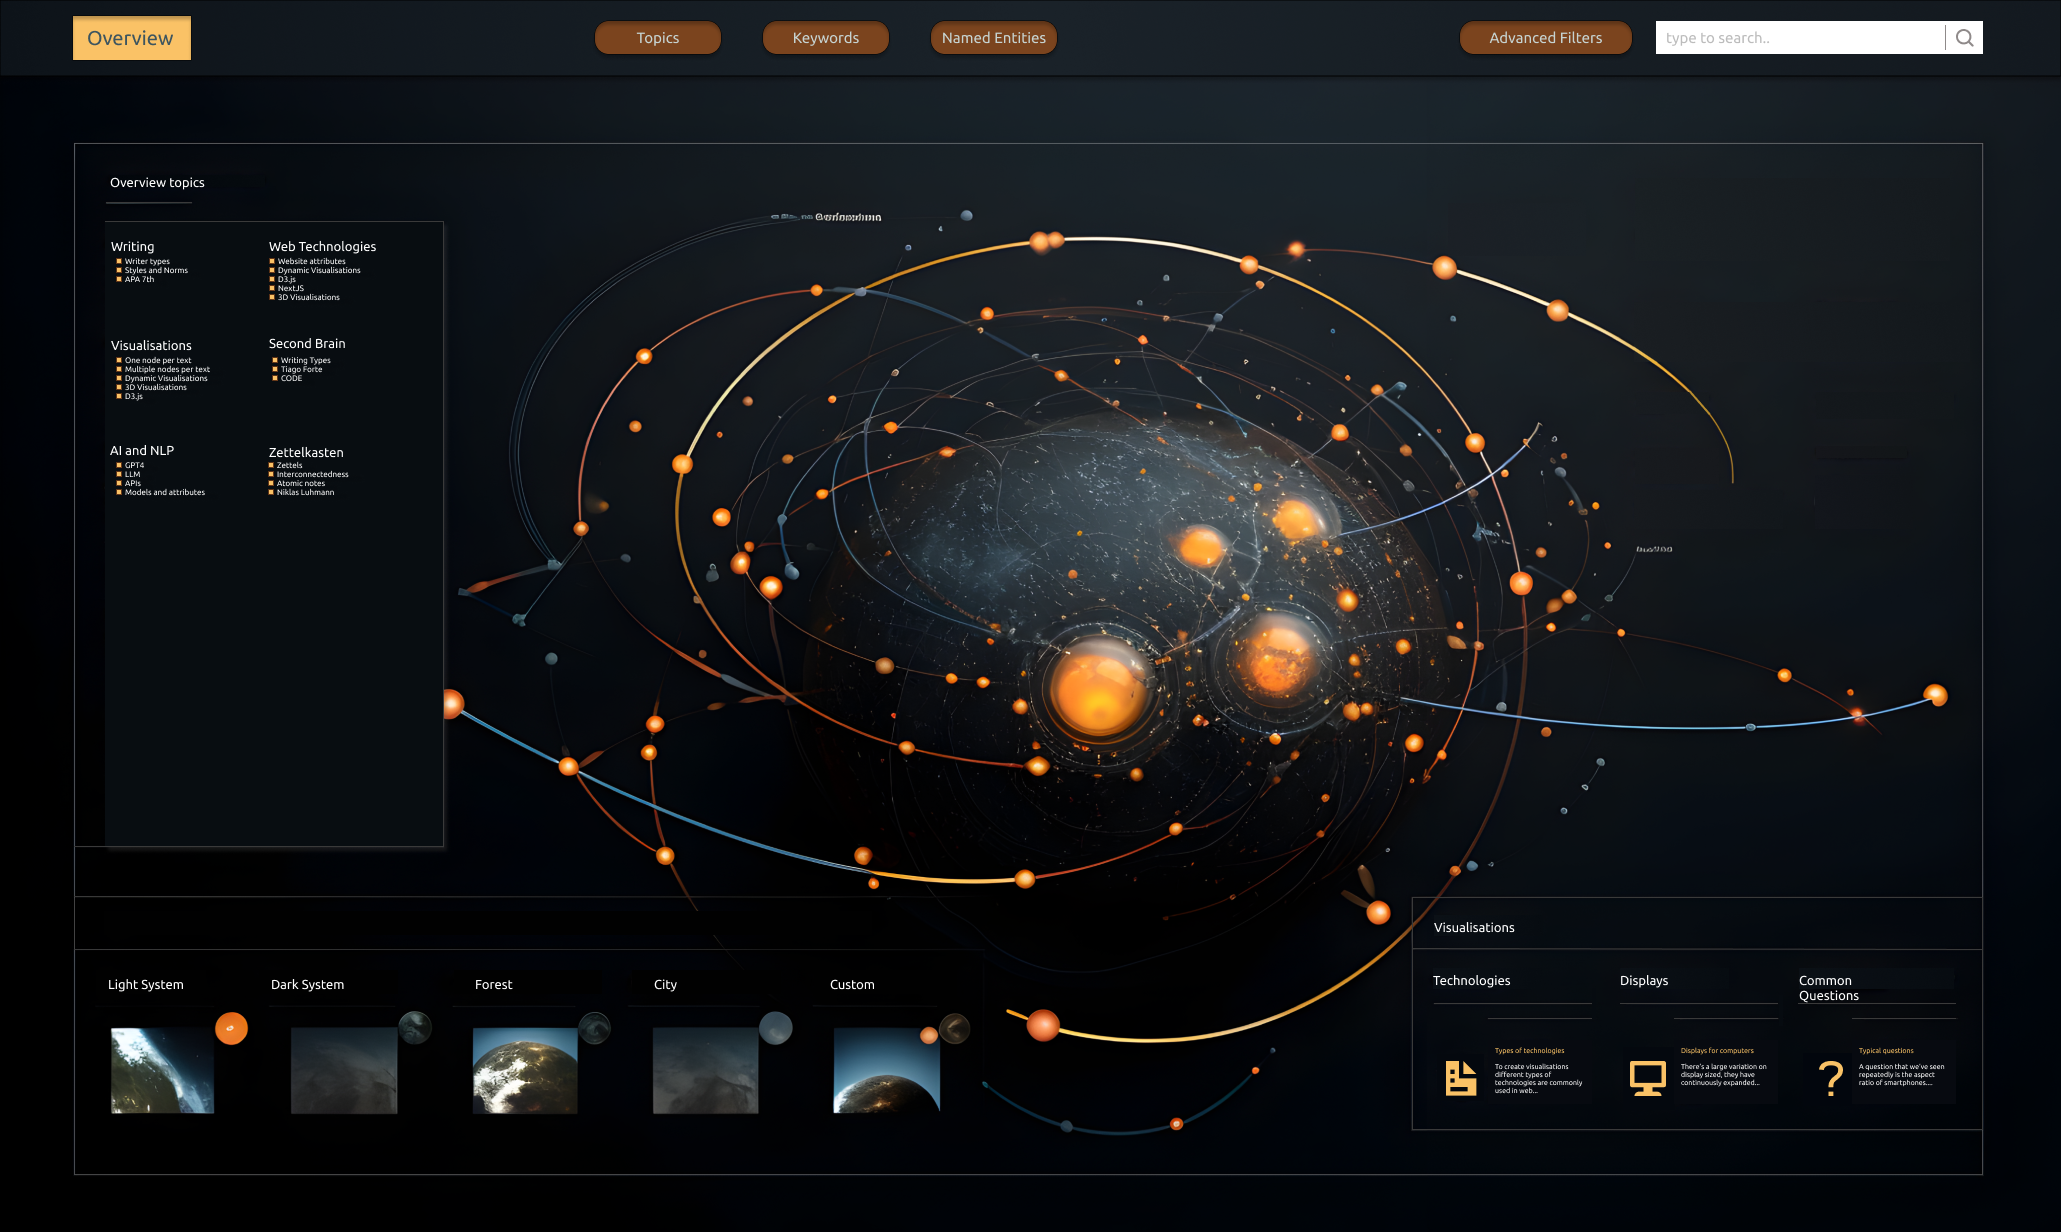 Overview
Topics
Keywords
Named Entities
Advanced Filters
type to search..
Overview topics
Writing
Writer types
Styles and Norms
APA 7th
Web Technologies
Website attributes
Dynamic Visualisations
D3.js
NextJS
3D Visualisations
Visualisations
One node per text
Multiple nodes per text
Dynamic Visualisations
3D Visualisations
D3.js
Second Brain
Writing Types
Tiago Forte
CODE
AI and NLP
GPT4
LLM
APIs
Models and attributes
Zettelkasten
Zettels
Interconnectedness
Atomic notes
Niklas Luhmann
Light System
Dark System
Forest
City
Custom
Visualisations
Technologies
Types of technologies
To create visualisations
different types of
technologies are commonly
used in web...
Displays
Displays for computers
There's a large variation on
display sized, they have
continuously expanded...
Common
Questions
Typical questions
A question that we've seen
repeatedly is the aspect
ratio of smartphones....